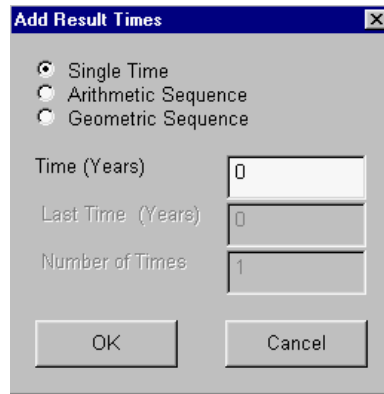 Add Result Times
Single Time
Arithmetic Sequence
Geometric Sequence
Time (Years) 0
Last Time (Years) 0
Number of Times 1
OK Cancel